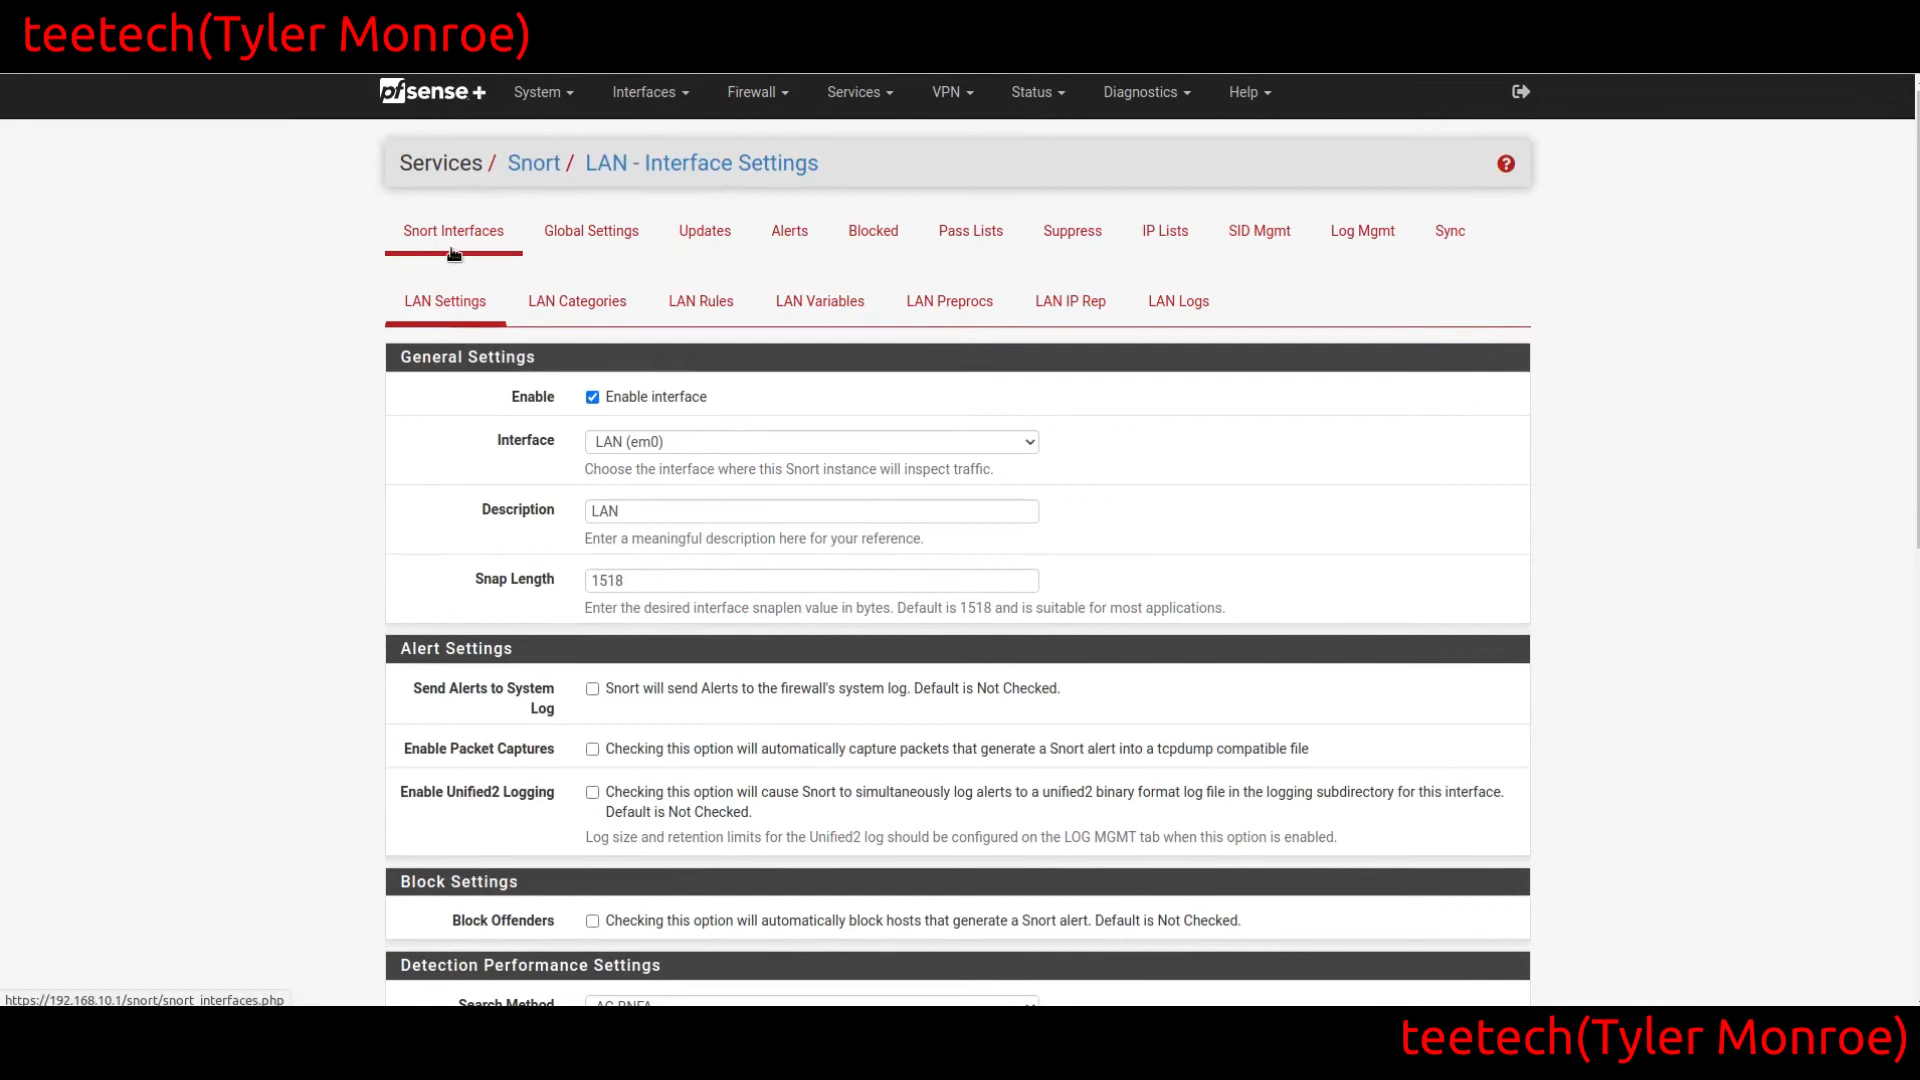 teetech(Tyler Monroe)
pfsense+ System Interfaces Firewall Services VPN Status Diagnostics Help
Services / Snort / LAN - Interface Settings
Snort Interfaces Global Settings Updates Alerts Blocked Pass Lists Suppress IP Lists SID Mgmt Log Mgmt Sync
LAN Settings LAN Categories LAN Rules LAN Variables LAN Preprocs LAN IP Rep LAN Logs
General Settings
Enable Enable interface
Interface LAN (em0)
Choose the interface where this Snort instance will inspect traffic.
Description LAN
Enter a meaningful description here for your reference.
Snap Length 1518
Enter the desired interface snaplen value in bytes. Default is 1518 and is suitable for most applications.
Alert Settings
Send Alerts to System Snort will send Alerts to the firewall's system log. Default is Not Checked.
Log
Enable Packet Captures Checking this option will automatically capture packets that generate a Snort alert into a tcpdump compatible file
Enable Unified2 Logging Checking this option will cause Snort to simultaneously log alerts to a unified2 binary format log file in the logging subdirectory for this interface.
Default is Not Checked.
Log size and retention limits for the Unified2 log should be configured on the LOG MGMT tab when this option is enabled.
Block Settings
Block Offenders Checking this option will automatically block hosts that generate a Snort alert. Default is Not Checked.
Detection Performance Settings
Search Method AC-BNFA
https://192.168.10.1/snort/snort_interfaces.php
teetech(Tyler Monroe)